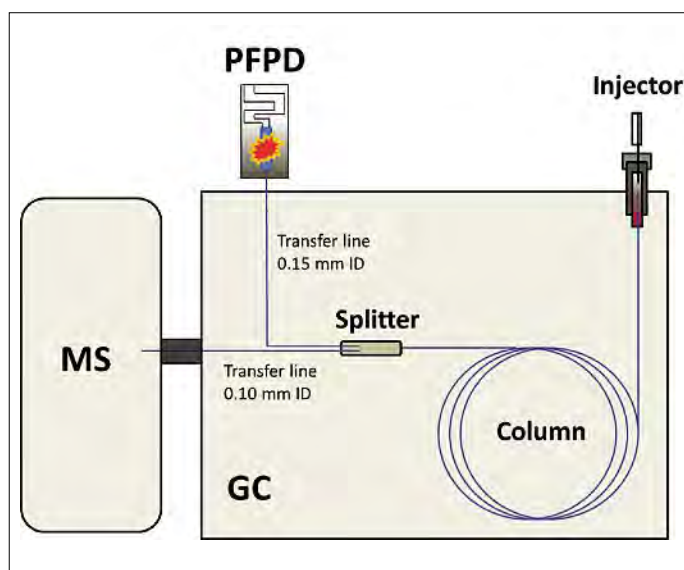 PFPD
Injector
Transfer line
0.15 mm ID
Splitter
MS
Transfer line
0.10 mm ID
Column
GC